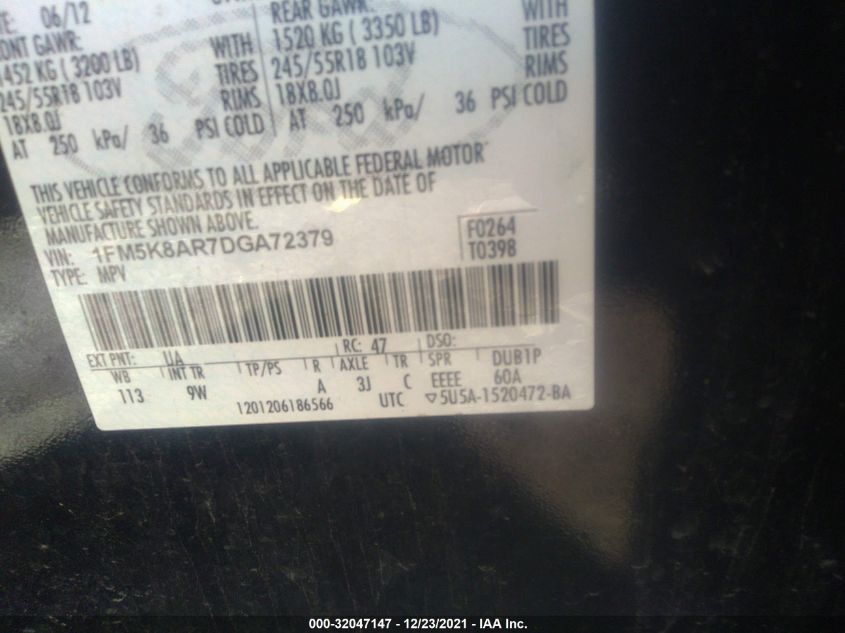 TE: 06/12
ONT GAWR: REAR GAWR:
1452 KG ( 3200 LB) WITH 1520 KG ( 3350 LB) WITH
245/55R18 103V TIRES 245/55R18 103V TIRES
18X8.0J RIMS 18X8.0J RIMS
AT 250 kPa/ 36 PSI COLD AT 250 kPa/ 36 PSI COLD
THIS VEHICLE CONFORMS TO ALL APPLICABLE FEDERAL MOTOR
VEHICLE SAFETY STANDARDS IN EFFECT ON THE DATE OF
MANUFACTURE SHOWN ABOVE.
VIN: 1FM5K8AR7DGA72379 F0264
TYPE: MPV T0398
EXT PNT: UA RC: 47 DSO:
WB INT TR TP/PS R AXLE TR SPR DUB1P
113 9W A 3J C EEEE 60A
1201206186566 UTC ▽5U5A-1520472-BA
000-32047147 - 12/23/2021 - IAA Inc.